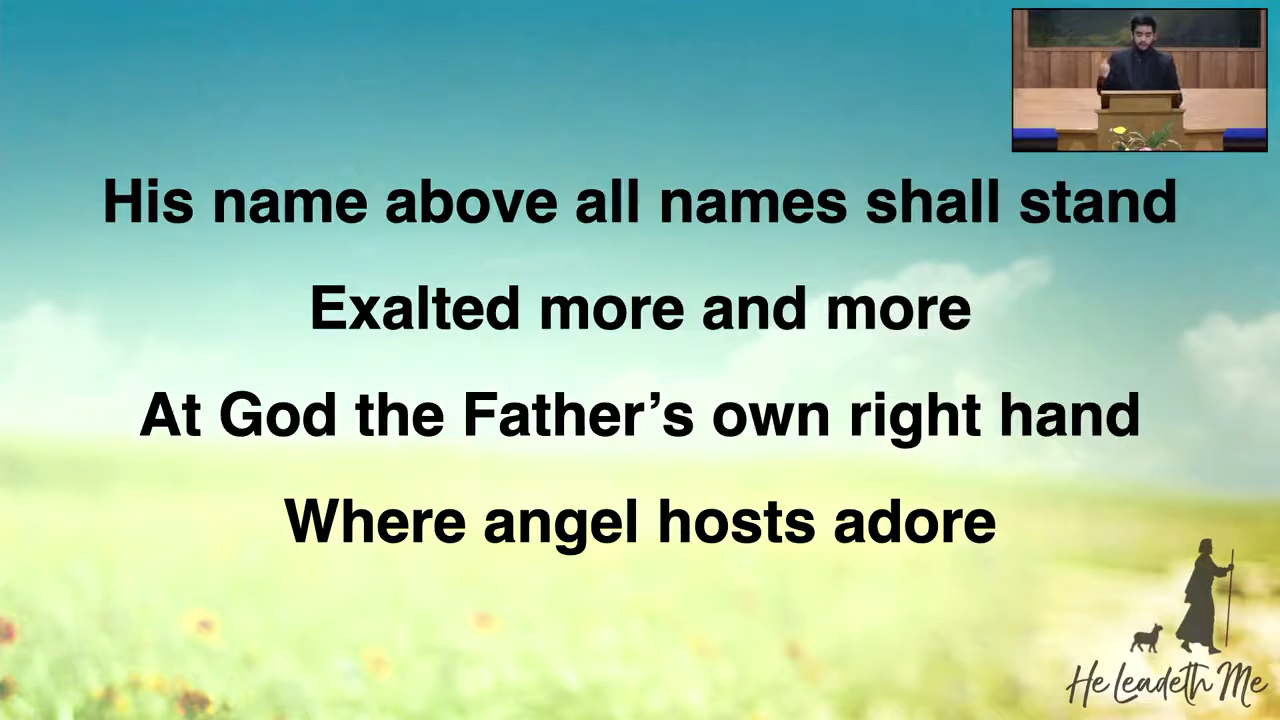 His name above all names shall stand
Exalted more and more
At God the Father’s own right hand
Where angel hosts adore
He Leadeth Me